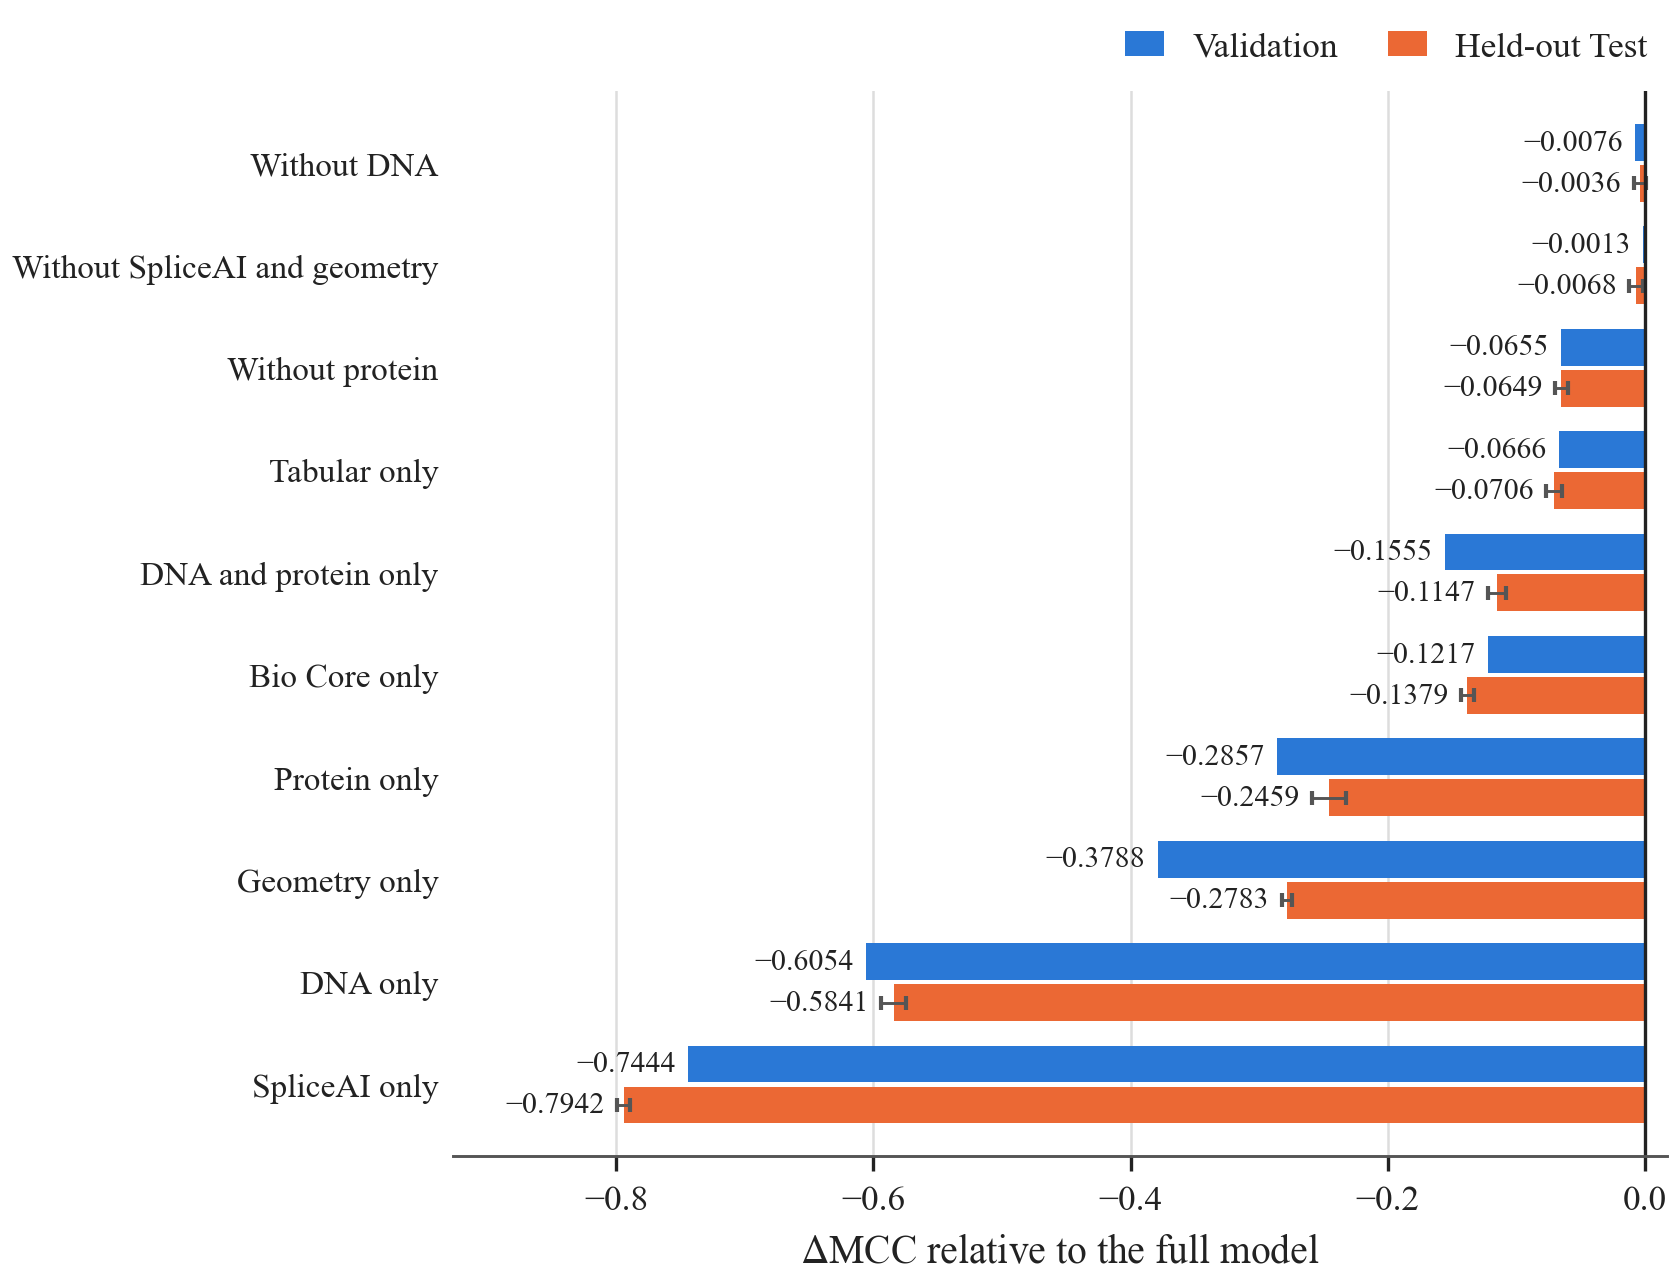 Validation Held-out Test
Without DNA
−0.0076
−0.0036
Without SpliceAI and geometry
−0.0013
−0.0068
Without protein
−0.0655
−0.0649
Tabular only
−0.0666
−0.0706
DNA and protein only
−0.1555
−0.1147
Bio Core only
−0.1217
−0.1379
Protein only
−0.2857
−0.2459
Geometry only
−0.3788
−0.2783
DNA only
−0.6054
−0.5841
SpliceAI only
−0.7444
−0.7942
−0.8 −0.6 −0.4 −0.2 0.0
ΔMCC relative to the full model